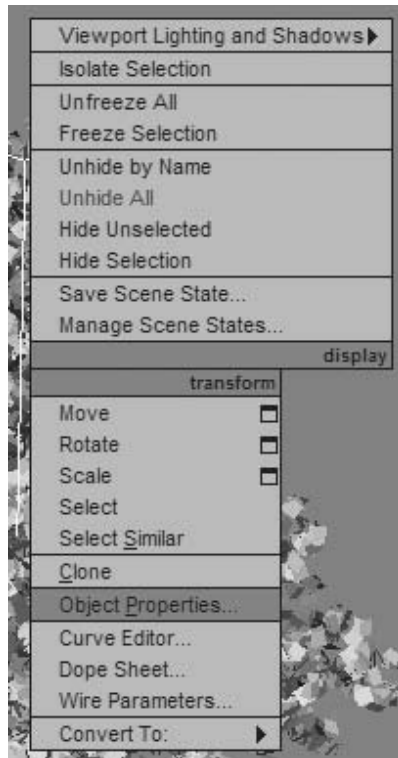 Viewport Lighting and Shadows
Isolate Selection
Unfreeze All
Freeze Selection
Unhide by Name
Unhide All
Hide Unselected
Hide Selection
Save Scene State...
Manage Scene States...
display
transform
Move
Rotate
Scale
Select
Select Similar
Clone
Object Properties...
Curve Editor...
Dope Sheet...
Wire Parameters...
Convert To: